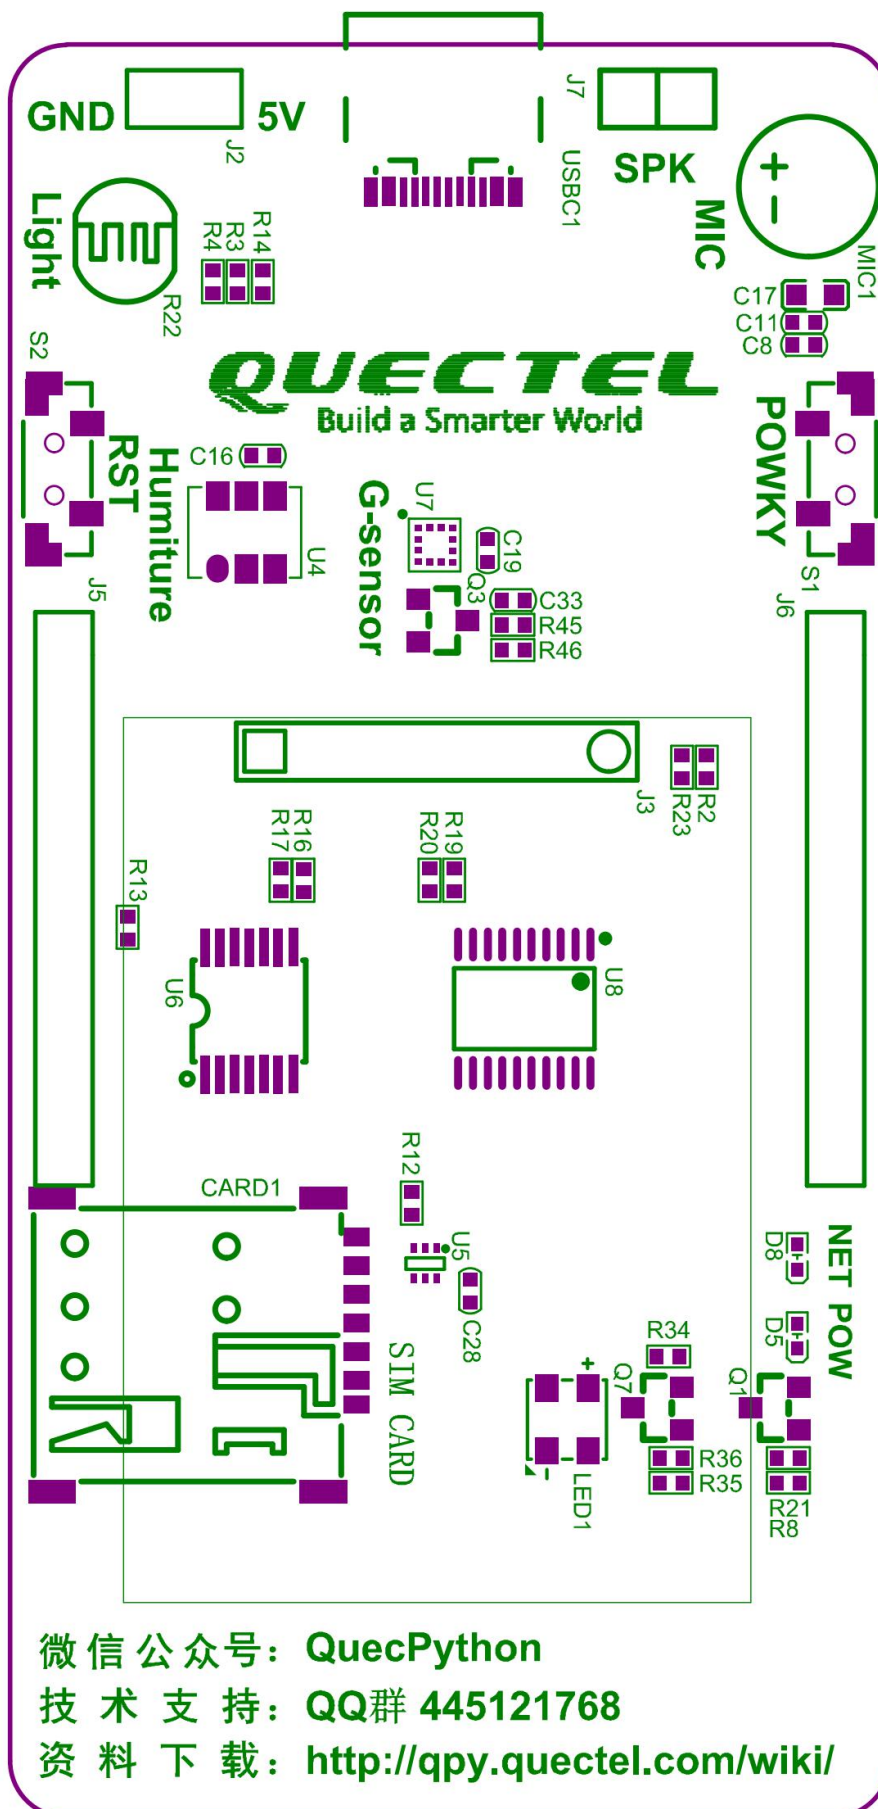 GND
5V
J2
J7
SPK
USBC1
MIC
MIC1
Light
R4
R3
R14
R22
C17
C11
C8
S2
QUECTEL
Build a Smarter World
RST
Humiture
C16
U4
G-sensor
U7
C19
Q3
C33
R45
R46
POWKY
S1
J5
J6
J3
R23
R2
R17
R16
R20
R19
R13
U6
U8
R12
CARD1
U5
C28
SIM CARD
D8
NET POW
D5
R34
Q7
Q1
+
-
LED1
R36
R35
R21
R8
微信公众号：QuecPython
技术支持：QQ群 445121768
资料下载：http://qpy.quectel.com/wiki/